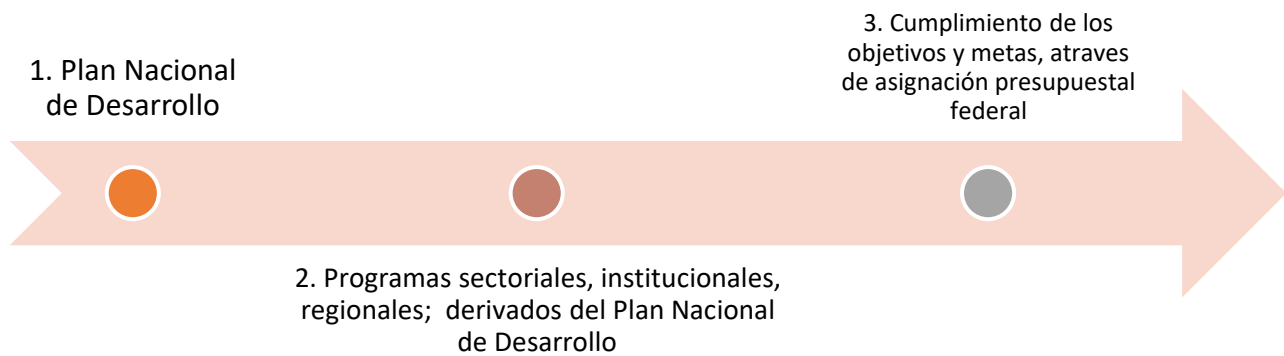 1. Plan Nacional
de Desarrollo
2. Programas sectoriales, institucionales,
regionales; derivados del Plan Nacional
de Desarrollo
3. Cumplimiento de los
objetivos y metas, atraves
de asignación presupuestal
federal